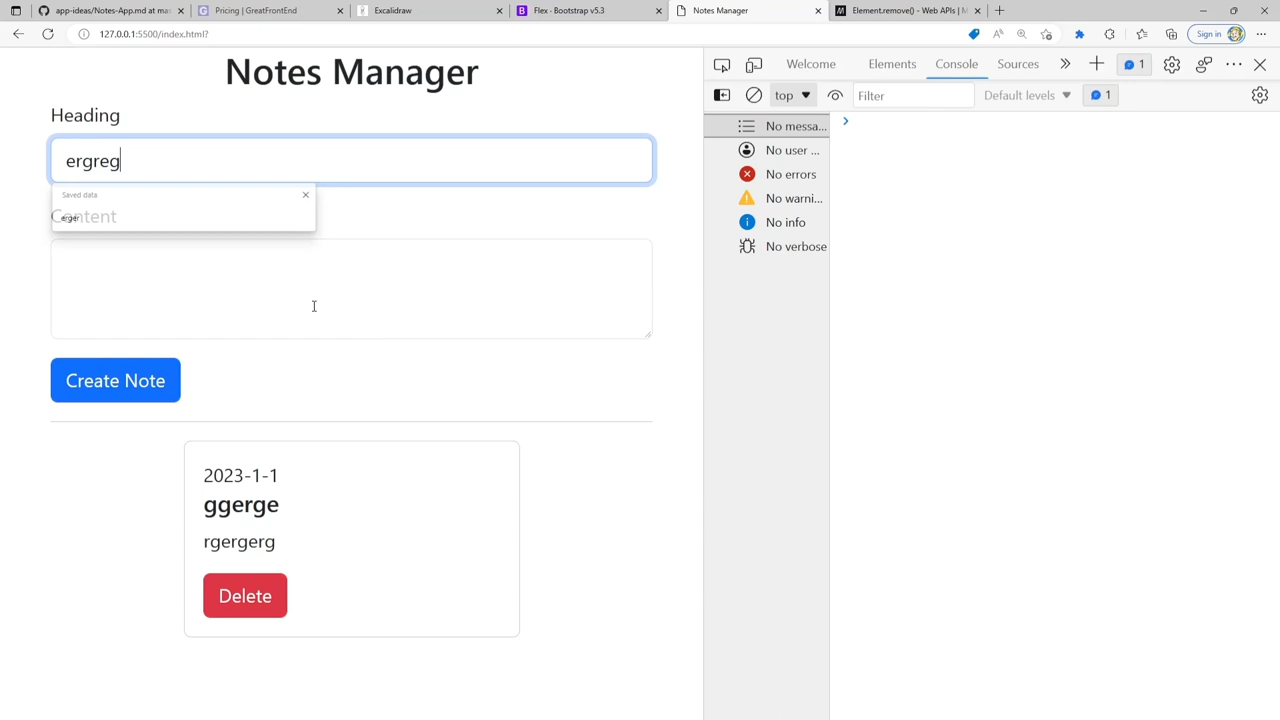 app-ideas/Notes-App.md at mas
Pricing | GreatFrontEnd
Excalidraw
Flex - Bootstrap v5.3
Notes Manager
Element.remove() - Web APIs | M
127.0.0.1:5500/index.html?
Sign in
Notes Manager
Heading
ergreg
Saved data
erger
Content
Create Note
2023-1-1
ggerge
rgergerg
Delete
Welcome
Elements
Console
Sources
1
top
Filter
Default levels
1
No messa...
No user ...
No errors
No warni...
No info
No verbose